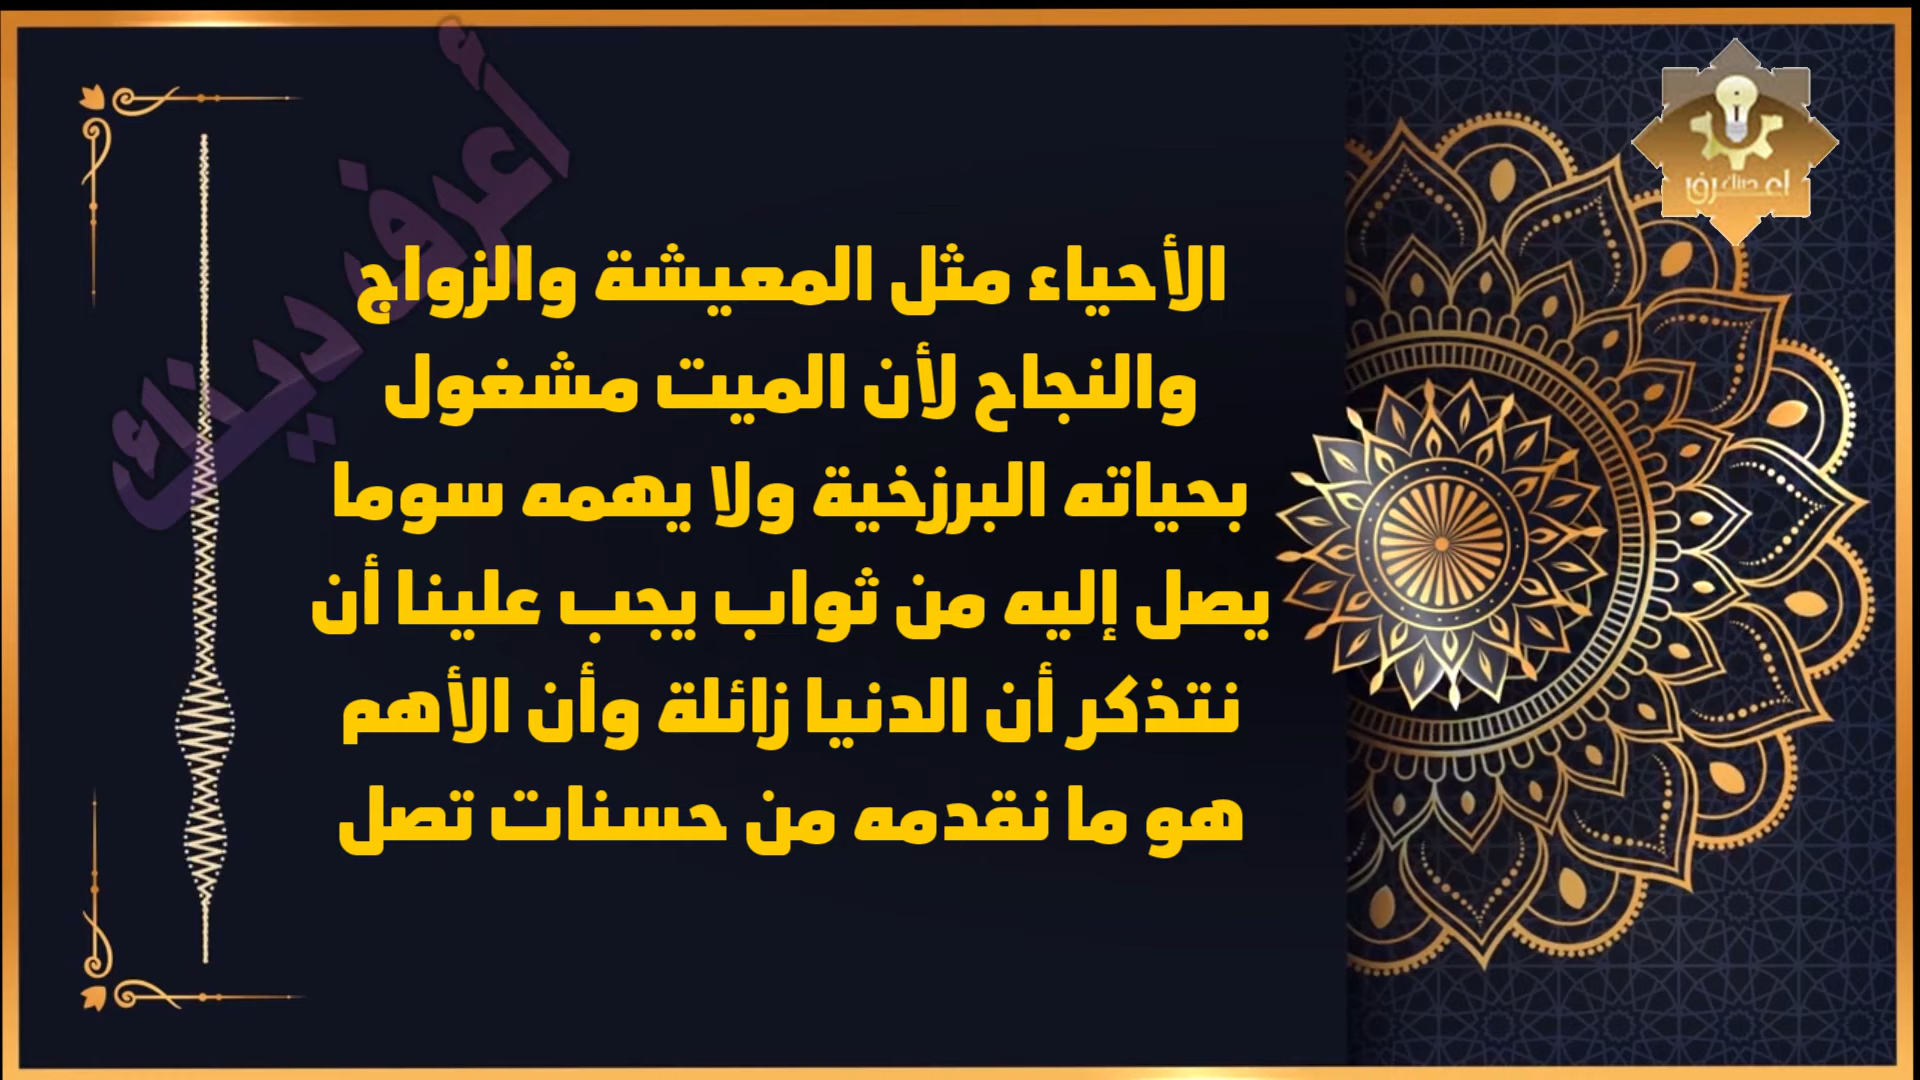 أعرف دينك
الأحياء مثل المعيشة والزواج
والنجاح لأن الميت مشغول
بحياته البرزخية ولا يهمه سوما
يصل إليه من ثواب يجب علينا أن
نتذكر أن الدنيا زائلة وأن الأهم
هو ما نقدمه من حسنات تصل